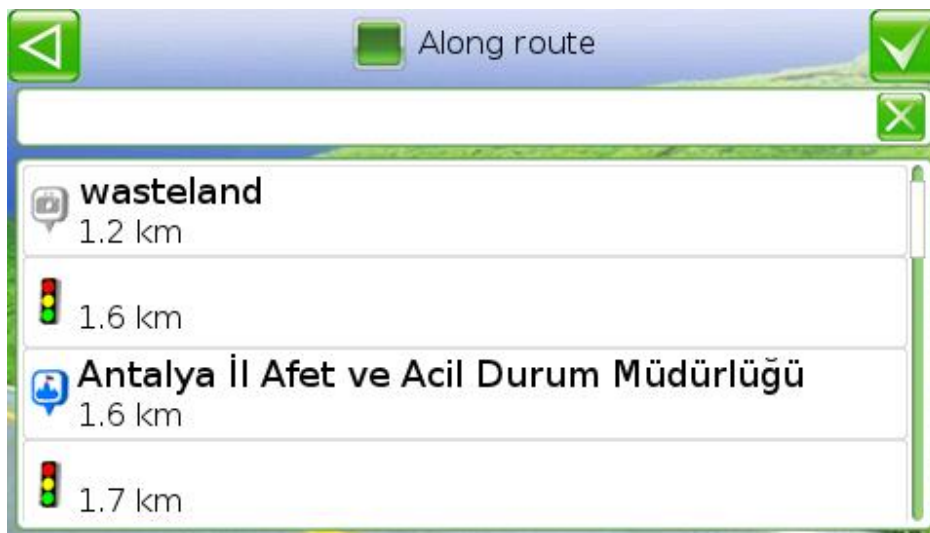 Along route
wasteland
1.2 km
1.6 km
Antalya İl Afet ve Acil Durum Müdürlüğü
1.6 km
1.7 km